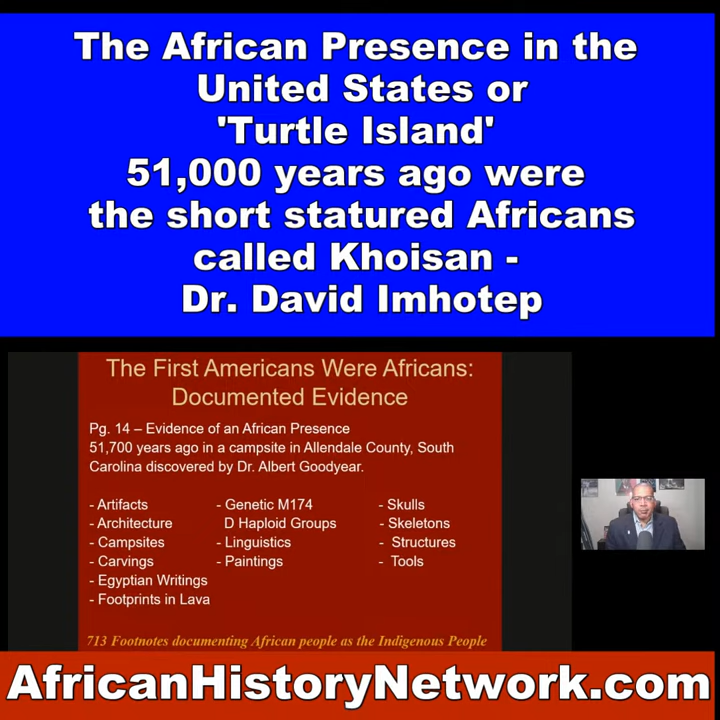 The African Presence in the
United States or
'Turtle Island'
51,000 years ago were
the short statured Africans
called Khoisan -
Dr. David Imhotep
The First Americans Were Africans:
Documented Evidence
Pg. 14 – Evidence of an African Presence
51,700 years ago in a campsite in Allendale County, South
Carolina discovered by Dr. Albert Goodyear.
- Artifacts - Genetic M174 - Skulls
- Architecture D Haploid Groups - Skeletons
- Campsites - Linguistics - Structures
- Carvings - Paintings - Tools
- Egyptian Writings
- Footprints in Lava
713 Footnotes documenting African people as the Indigenous People
AfricanHistoryNetwork.com